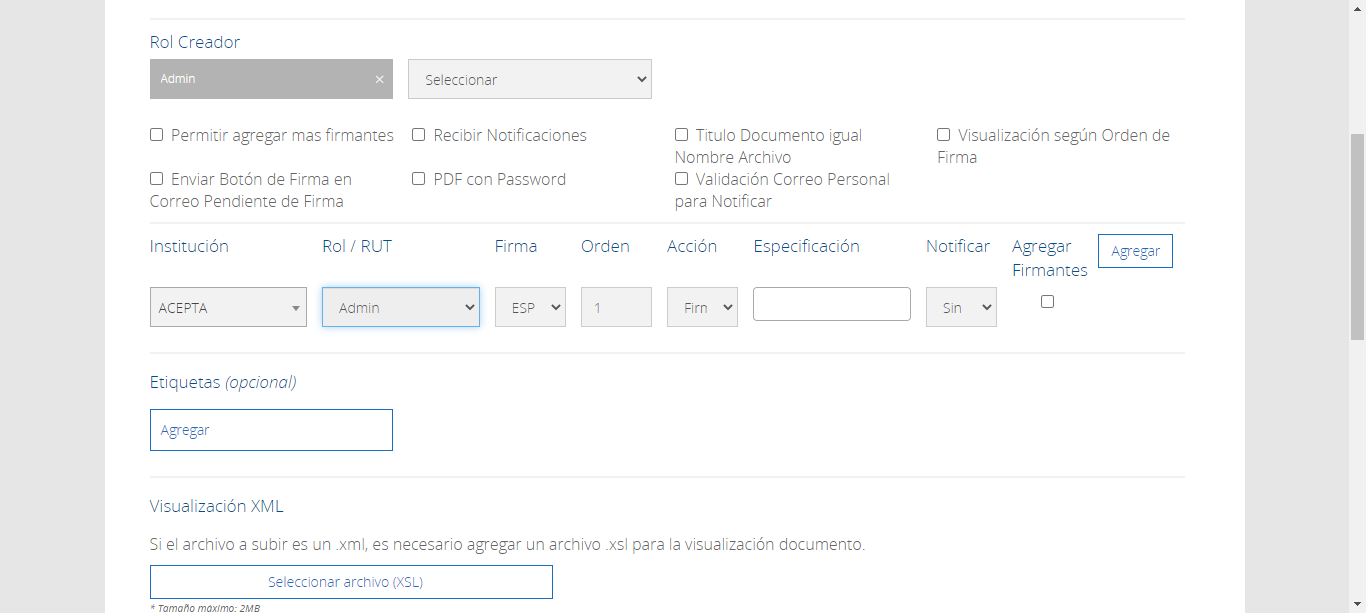 Rol Creador
Admin ×
Seleccionar
Permitir agregar mas firmantes
Recibir Notificaciones
Titulo Documento igual
Nombre Archivo
Visualización según Orden de
Firma
Enviar Botón de Firma en
Correo Pendiente de Firma
PDF con Password
Validación Correo Personal
para Notificar
Institución Rol / RUT Firma Orden Acción Especificación Notificar Agregar
Firmantes
Agregar
ACEPTA Admin ESP 1 Firn Sin
Etiquetas (opcional)
Agregar
Visualización XML
Si el archivo a subir es un .xml, es necesario agregar un archivo .xsl para la visualización documento.
Seleccionar archivo (XSL)
* Tamaño máximo: 2MB